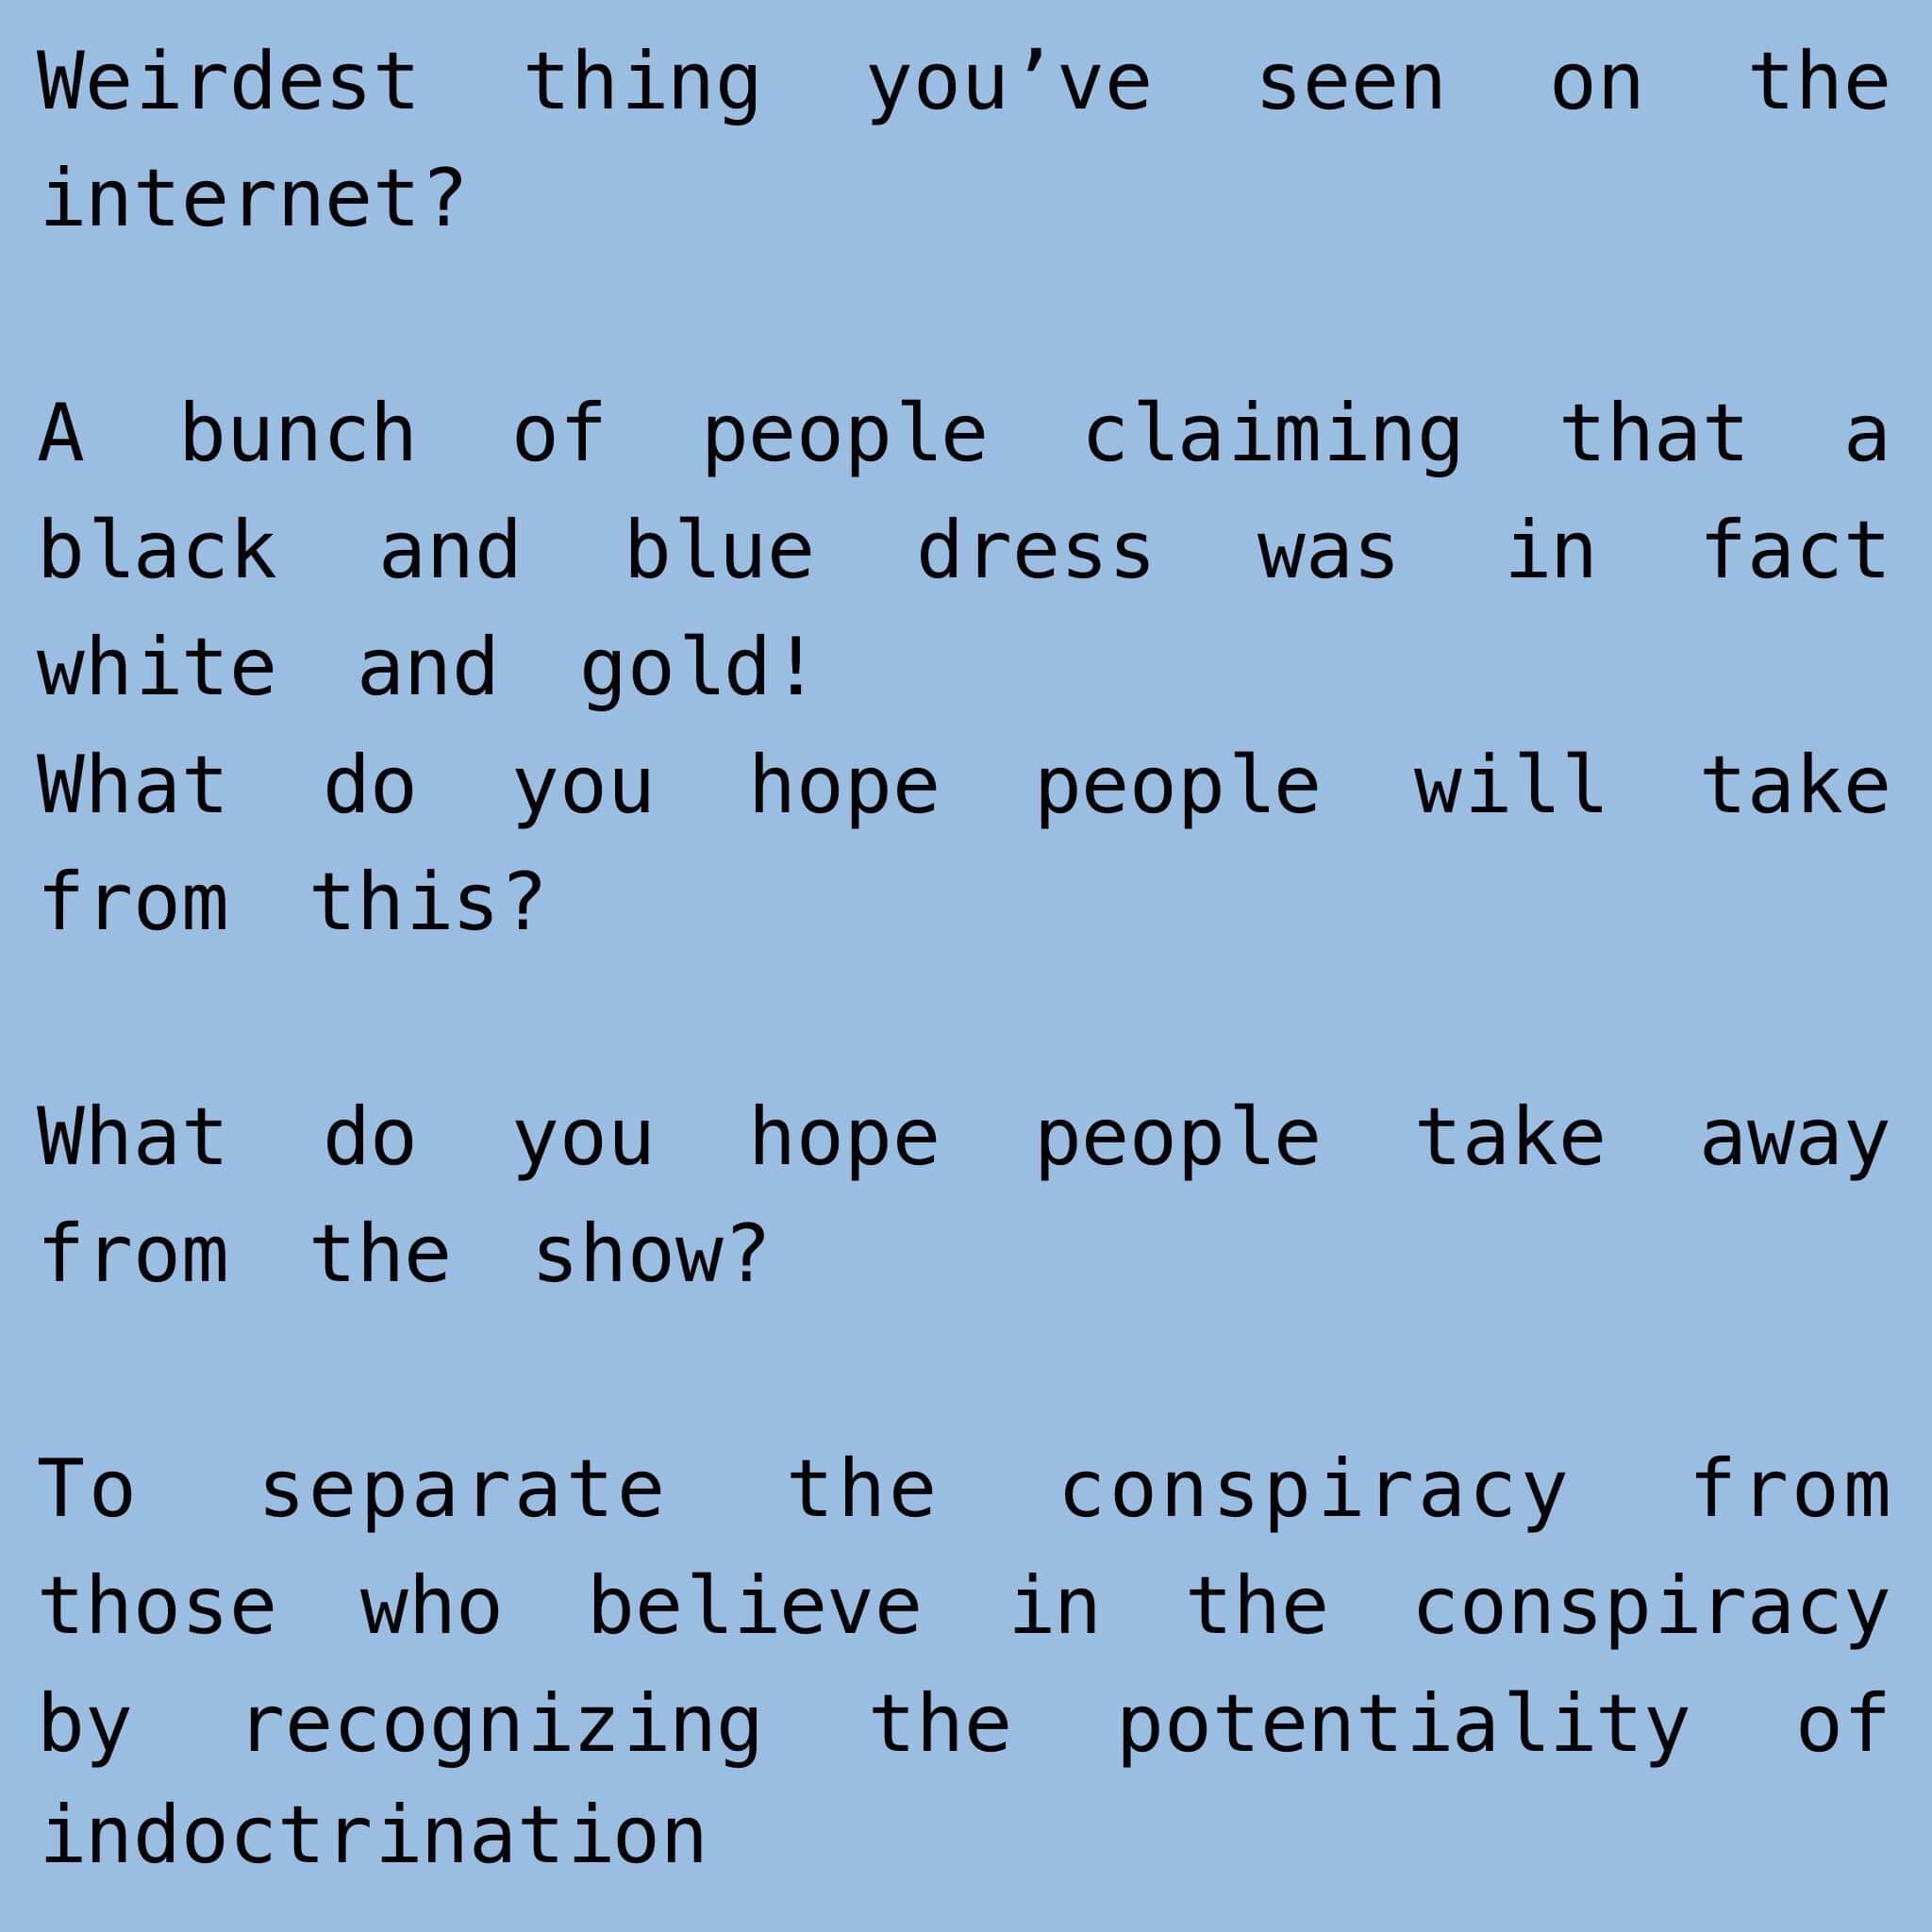 Weirdest thing you’ve seen on the
internet?
A bunch of people claiming that a
black and blue dress was in fact
white and gold!
What do you hope people will take
from this?
What do you hope people take away
from the show?
To separate the conspiracy from
those who believe in the conspiracy
by recognizing the potentiality of
indoctrination